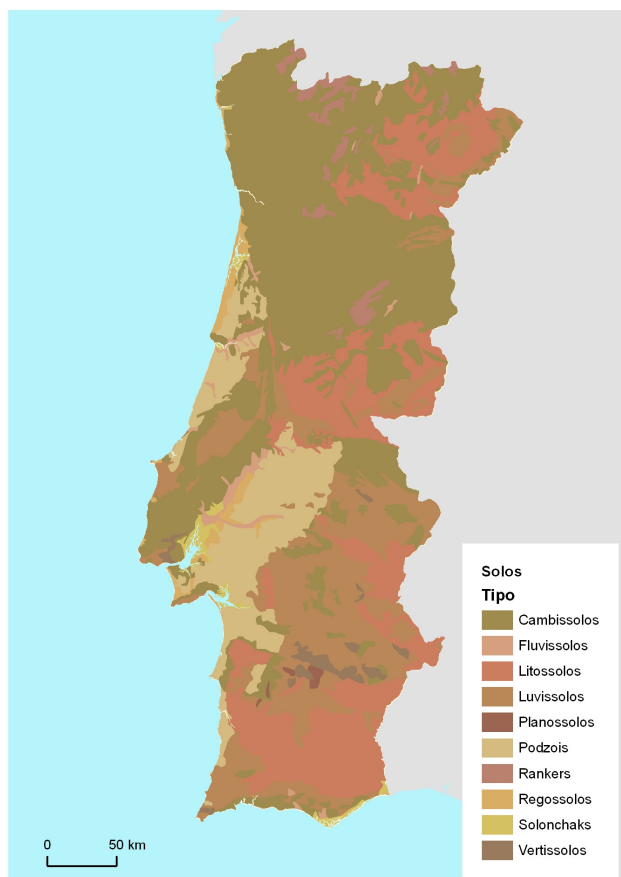 Solos
Tipo
Cambissolos
Fluvissolos
Litossolos
Luvissolos
Planossolos
Podzois
Rankers
Regossolos
Solonchaks
Vertissolos
0 50 km